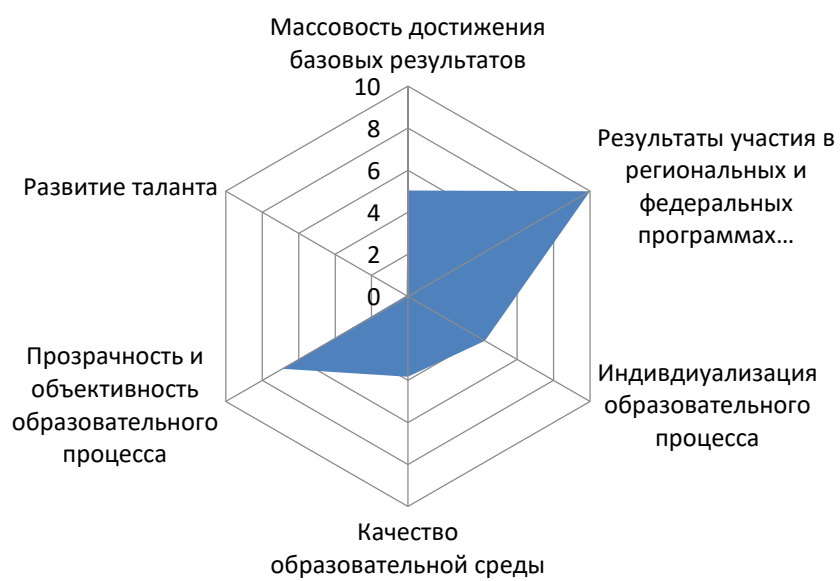 Массовость достижения
базовых результатов
10
8
6
4
2
0
Результаты участия в
региональных и
федеральных
программах…
Индивдиуализация
образовательного
процесса
Качество
образовательной среды
Прозрачность и
объективность
образовательного
процесса
Развитие таланта